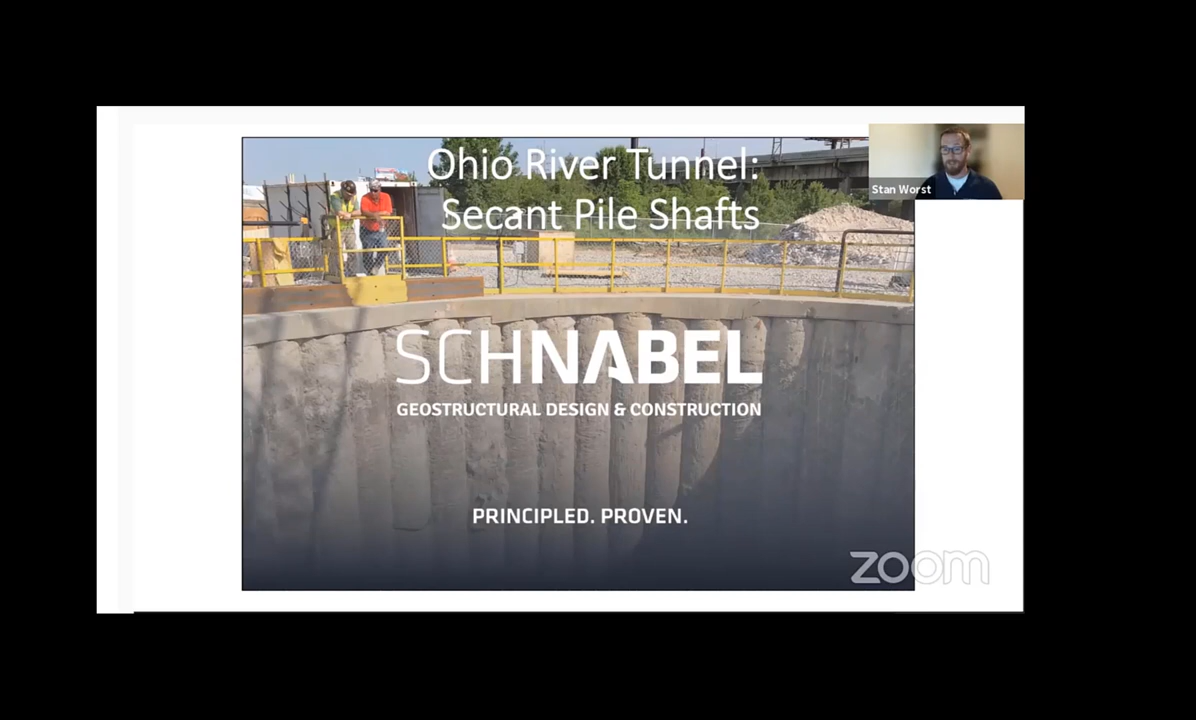 Ohio River Tunnel:
Secant Pile Shafts
Stan Worst
SCHNABEL
GEOSTRUCTURAL DESIGN & CONSTRUCTION
PRINCIPLED. PROVEN.
zoom